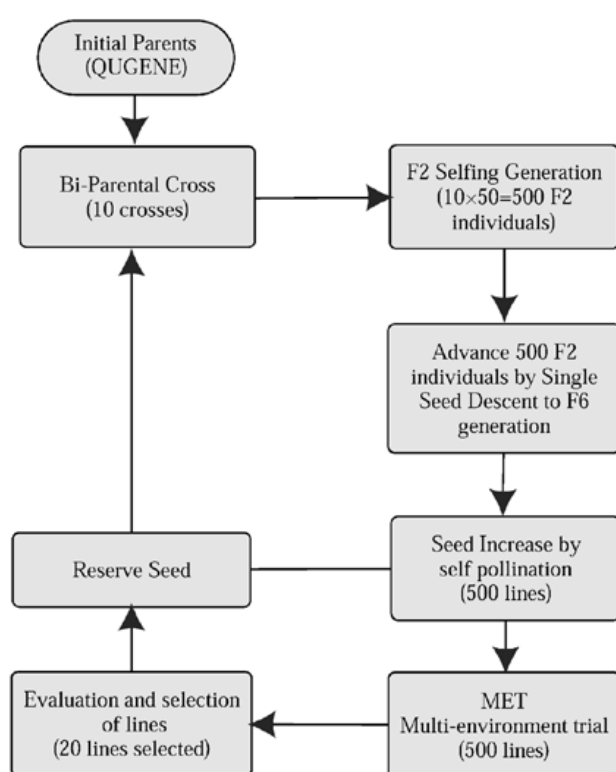 Initial Parents
(QUGENE)
Bi-Parental Cross
(10 crosses)
F2 Selfing Generation
(10×50=500 F2
individuals)
Advance 500 F2
individuals by Single
Seed Descent to F6
generation
Seed Increase by
self pollination
(500 lines)
Reserve Seed
MET
Multi-environment trial
(500 lines)
Evaluation and selection
of lines
(20 lines selected)